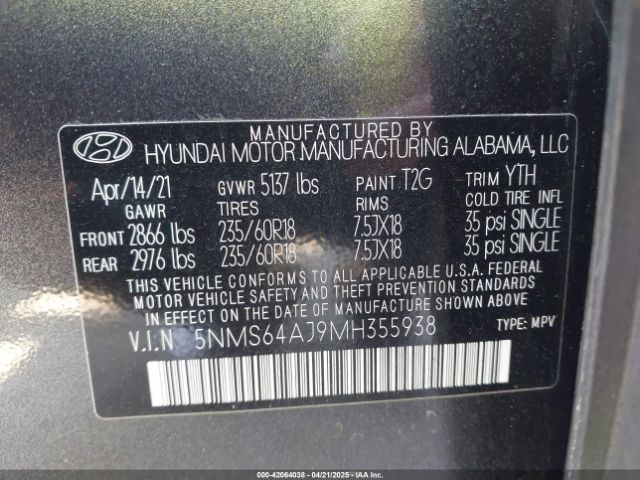 MANUFACTURED BY
HYUNDAI MOTOR MANUFACTURING ALABAMA, LLC
Apr/14/21 GVWR 5137 lbs PAINT T2G TRIM YTH
GAWR TIRES RIMS COLD TIRE INFL
FRONT 2866 lbs 235/60R18 7.5JX18 35 psi SINGLE
REAR 2976 lbs 235/60R18 7.5JX18 35 psi SINGLE
THIS VEHICLE CONFORMS TO ALL APPLICABLE U.S.A. FEDERAL
MOTOR VEHICLE SAFETY AND THEFT PREVENTION STANDARDS
IN EFFECT ON THE DATE OF MANUFACTURE SHOWN ABOVE.
V.I.N 5NMS64AJ9MH355938 TYPE: MPV
000-42064038 - 04/21/2025 - IAAI.COM